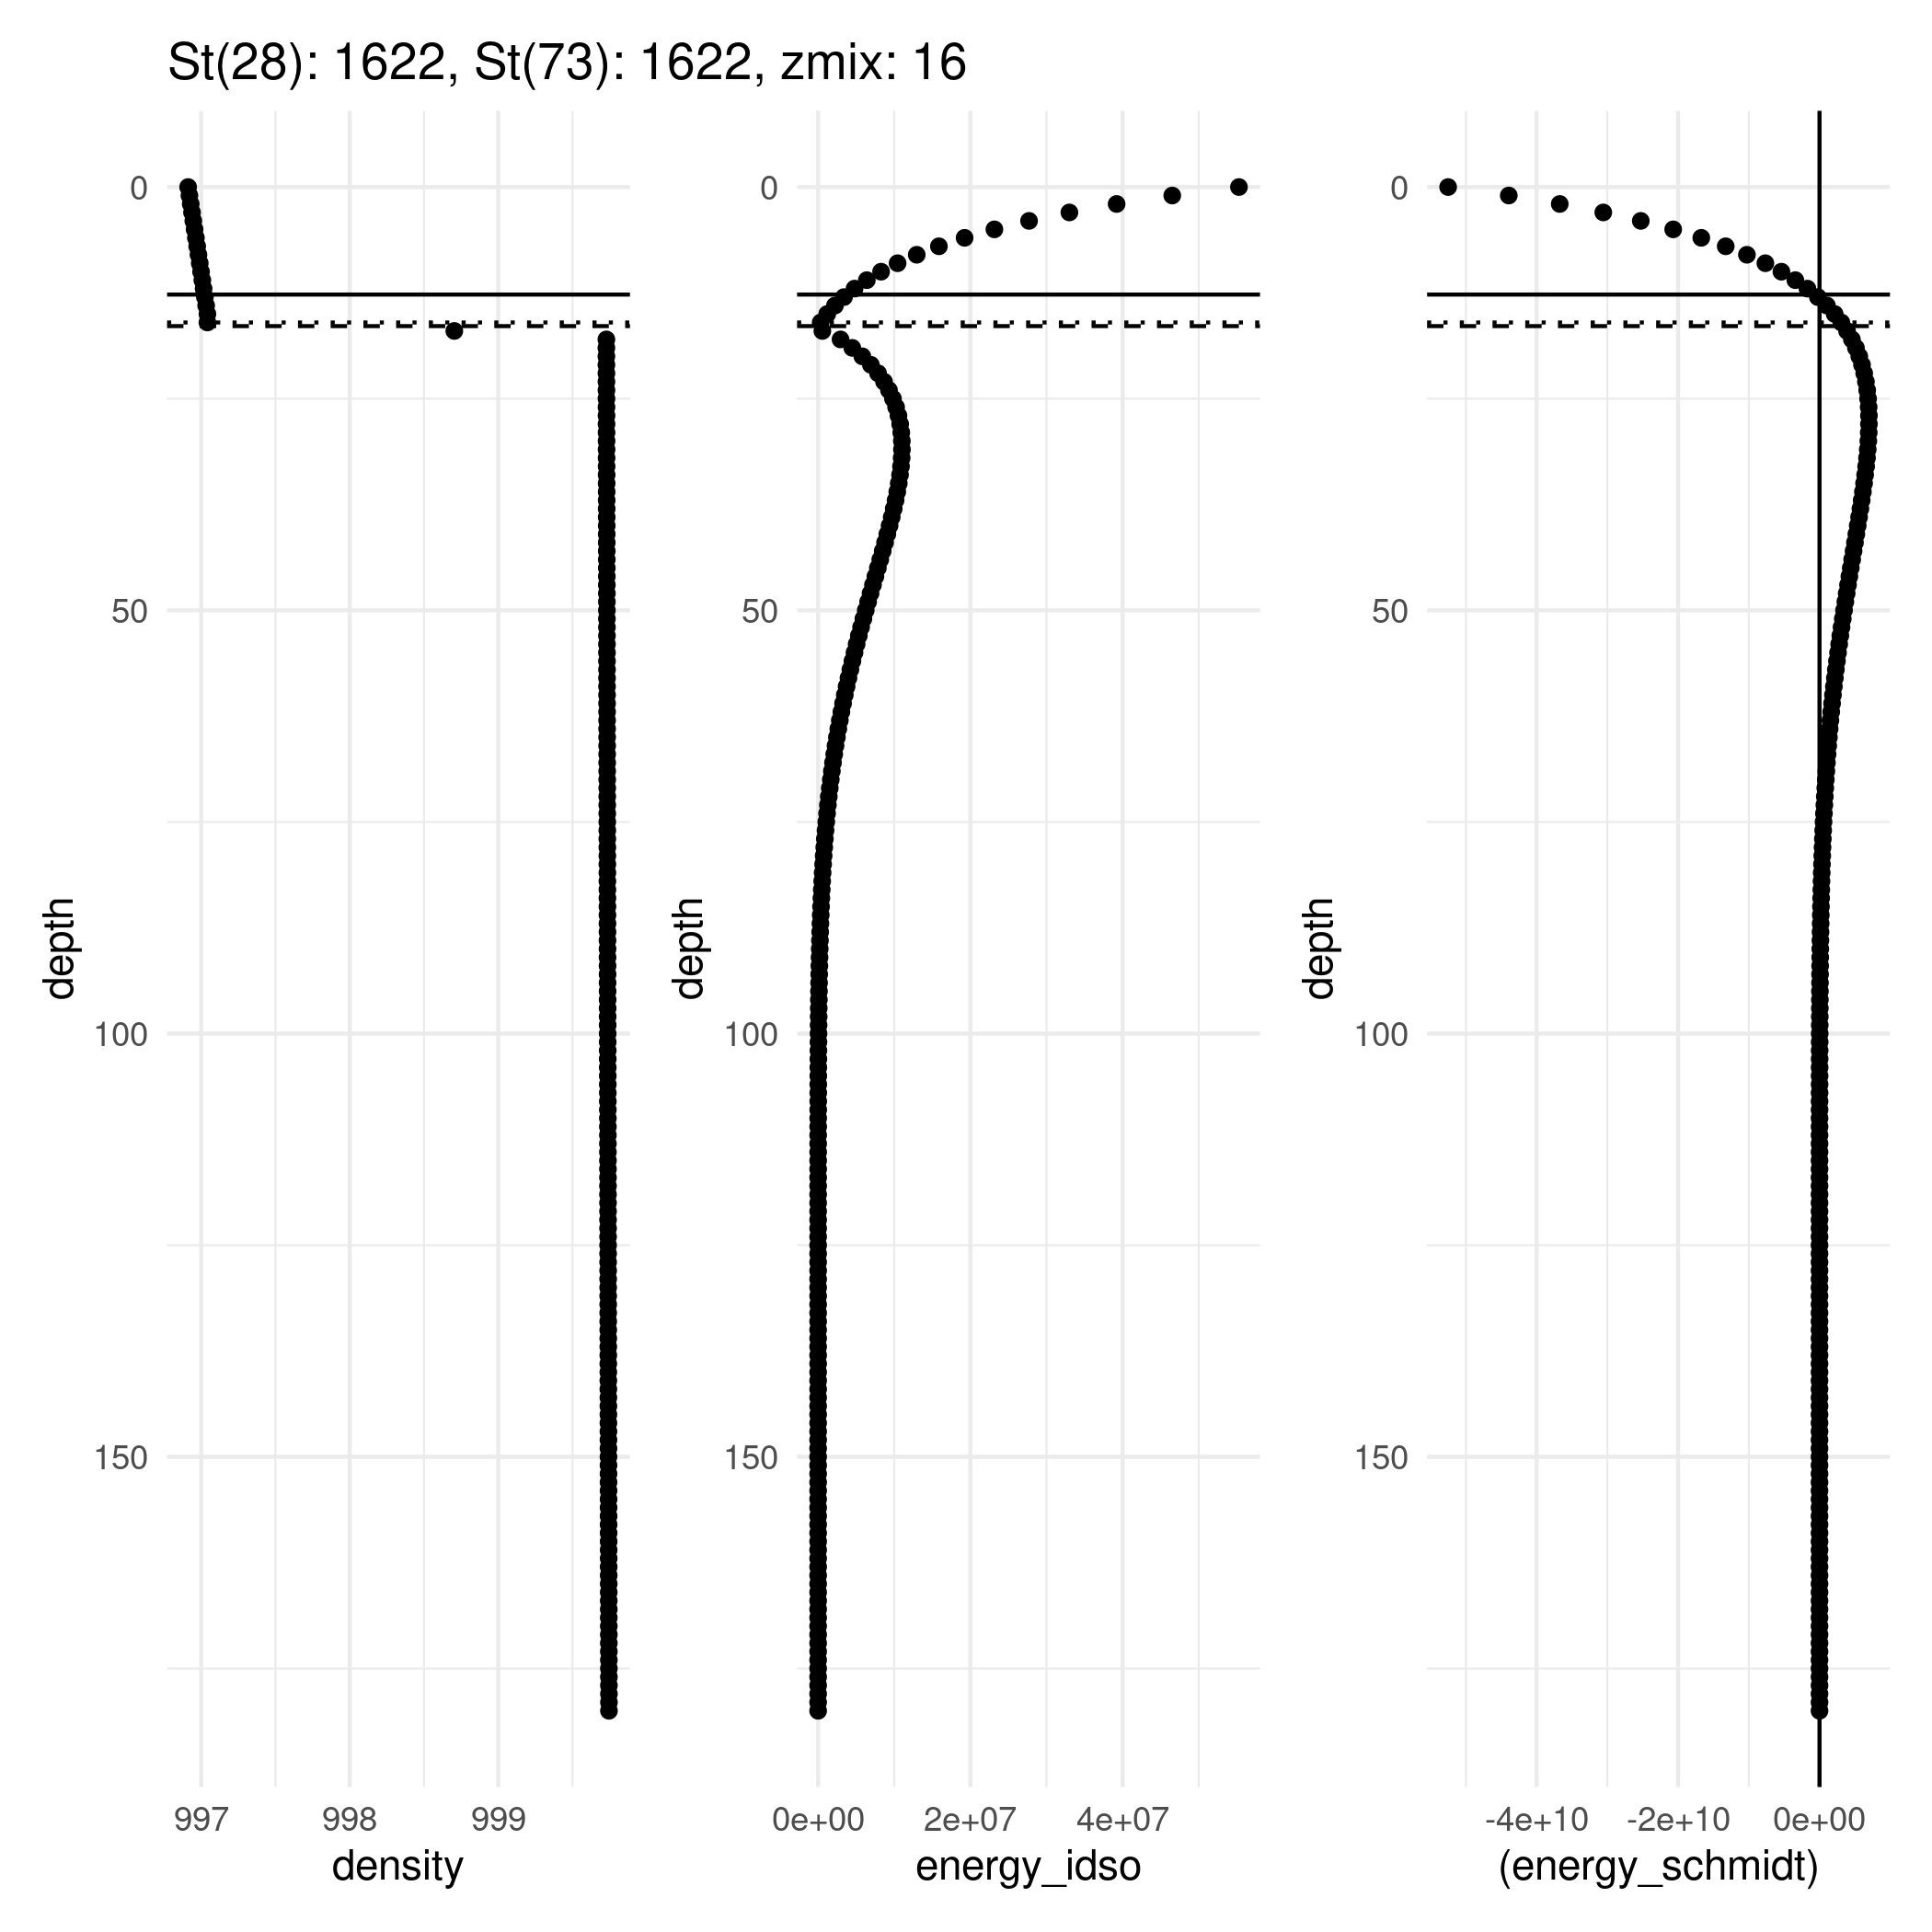 St(28): 1622, St(73): 1622, zmix: 16
0
50
100
150
depth
997
998
999
density
0
50
100
150
depth
0e+00
2e+07
4e+07
energy_idso
0
50
100
150
depth
-4e+10
-2e+10
0e+00
(energy_schmidt)